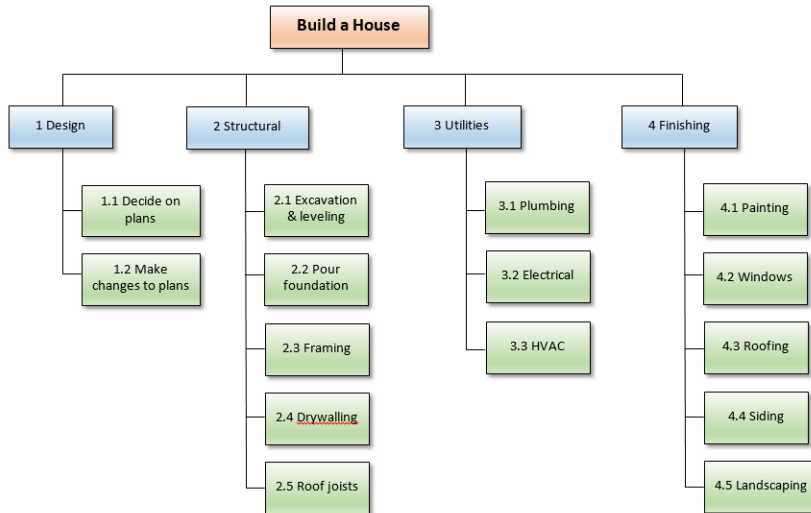 Build a House
1 Design
2 Structural
3 Utilities
4 Finishing
1.1 Decide on
plans
1.2 Make
changes to plans
2.1 Excavation
& leveling
2.2 Pour
foundation
2.3 Framing
2.4 Drywalling
2.5 Roof joists
3.1 Plumbing
3.2 Electrical
3.3 HVAC
4.1 Painting
4.2 Windows
4.3 Roofing
4.4 Siding
4.5 Landscaping